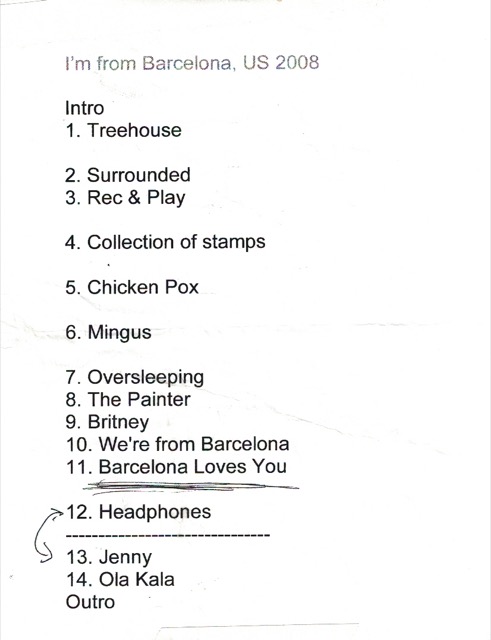 I'm from Barcelona, US 2008
Intro
1. Treehouse
2. Surrounded
3. Rec & Play
4. Collection of stamps
5. Chicken Pox
6. Mingus
7. Oversleeping
8. The Painter
9. Britney
10. We're from Barcelona
11. Barcelona Loves You
12. Headphones
-------------------------------
13. Jenny
14. Ola Kala
Outro